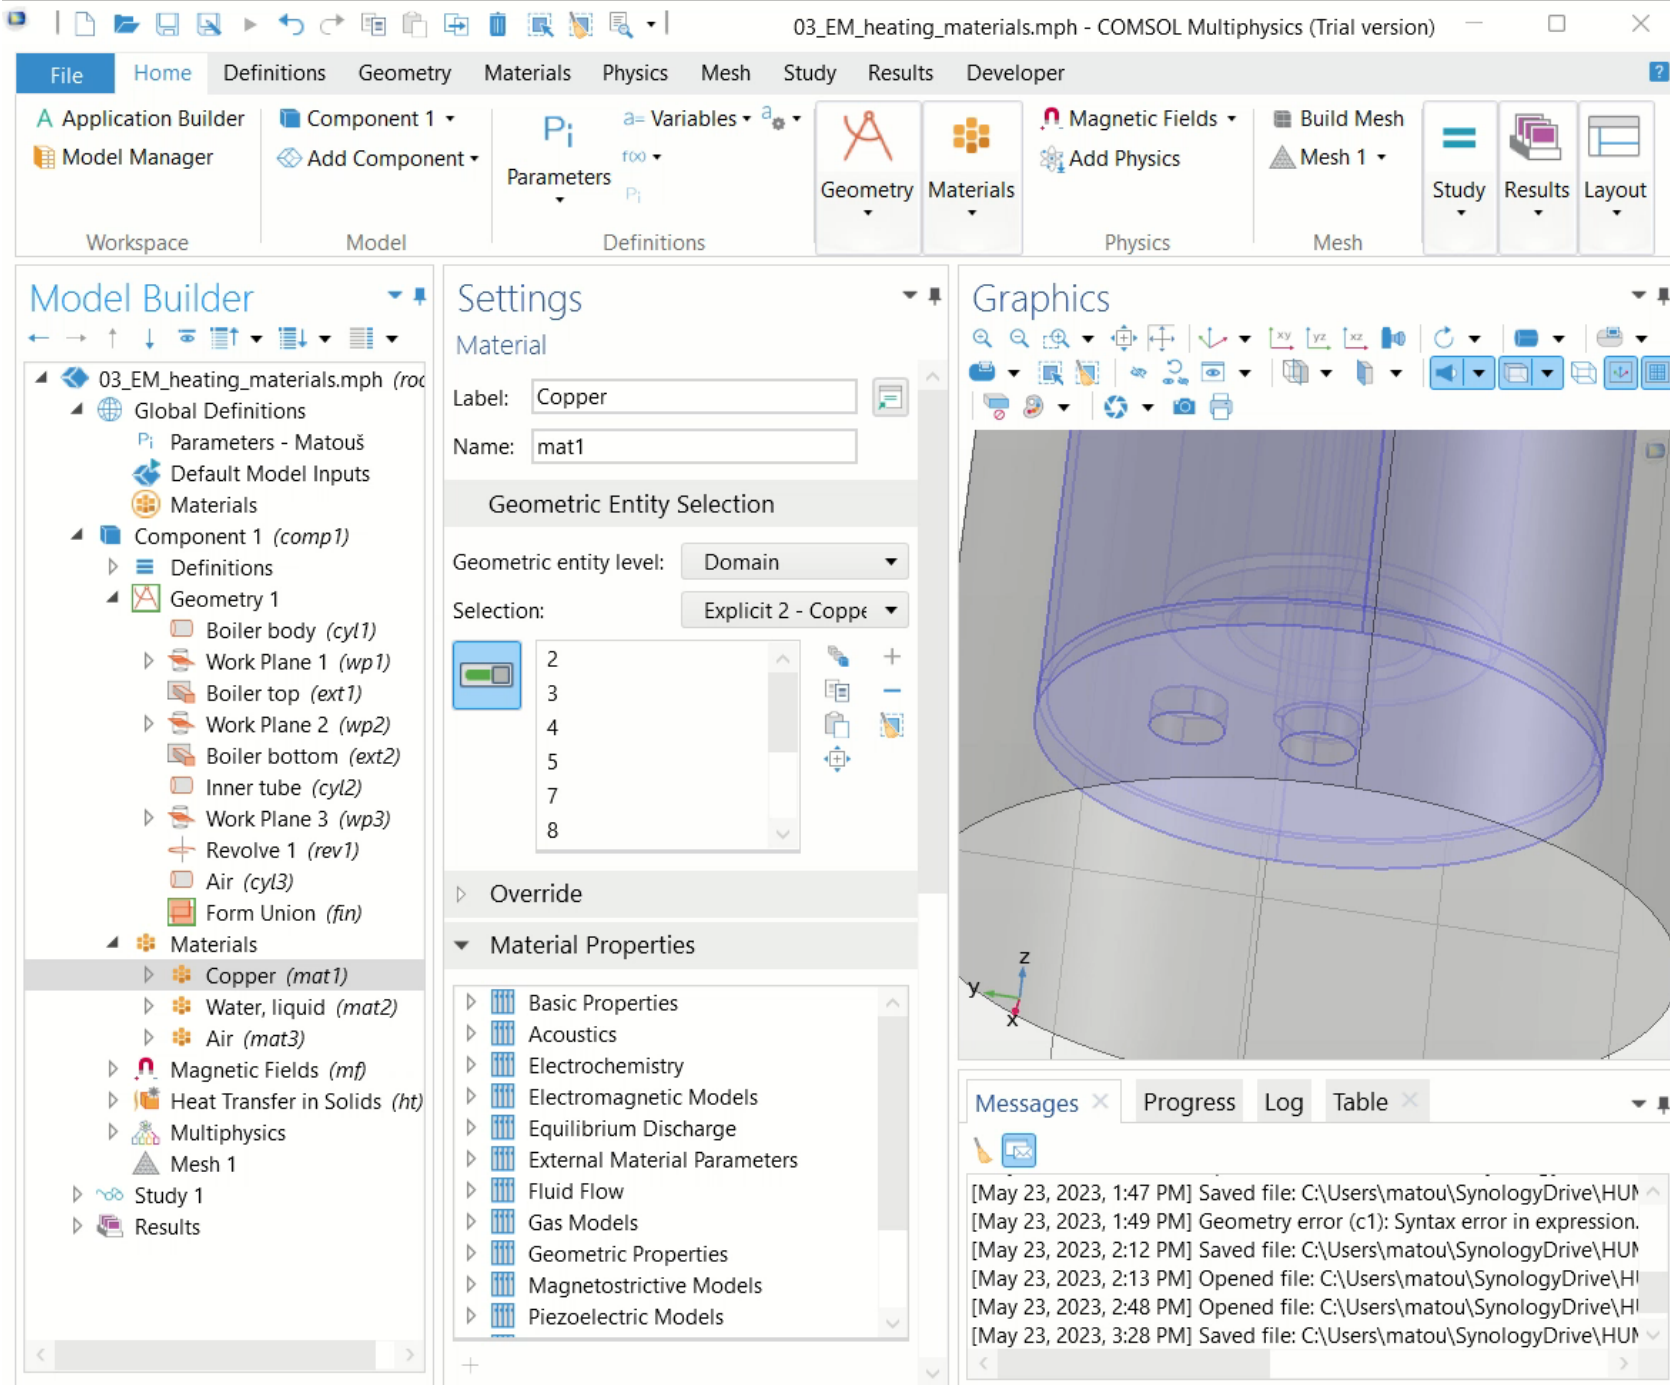 03_EM_heating_materials.mph - COMSOL Multiphysics (Trial version)
File Home Definitions Geometry Materials Physics Mesh Study Results Developer
Application Builder
Model Manager
Workspace
Component 1
Add Component
Model
Pi
Parameters
a= Variables
f(x)
Pi
Definitions
Geometry
Materials
Magnetic Fields
Add Physics
Physics
Build Mesh
Mesh 1
Mesh
Study
Results
Layout
Model Builder
03_EM_heating_materials.mph (roo
Global Definitions
Pi Parameters - Matouš
Default Model Inputs
Materials
Component 1 (comp1)
Definitions
Geometry 1
Boiler body (cyl1)
Work Plane 1 (wp1)
Boiler top (ext1)
Work Plane 2 (wp2)
Boiler bottom (ext2)
Inner tube (cyl2)
Work Plane 3 (wp3)
Revolve 1 (rev1)
Air (cyl3)
Form Union (fin)
Materials
Copper (mat1)
Water, liquid (mat2)
Air (mat3)
Magnetic Fields (mf)
Heat Transfer in Solids (ht)
Multiphysics
Mesh 1
Study 1
Results
Settings
Material
Label: Copper
Name: mat1
Geometric Entity Selection
Geometric entity level: Domain
Selection: Explicit 2 - Coppe
2
3
4
5
7
8
Override
Material Properties
Basic Properties
Acoustics
Electrochemistry
Electromagnetic Models
Equilibrium Discharge
External Material Parameters
Fluid Flow
Gas Models
Geometric Properties
Magnetostrictive Models
Piezoelectric Models
Graphics
xy yz xz
z
y
x
Messages Progress Log Table
[May 23, 2023, 1:47 PM] Saved file: C:\Users\matou\SynologyDrive\HUM
[May 23, 2023, 1:49 PM] Geometry error (c1): Syntax error in expression.
[May 23, 2023, 2:12 PM] Saved file: C:\Users\matou\SynologyDrive\HUM
[May 23, 2023, 2:13 PM] Opened file: C:\Users\matou\SynologyDrive\HU
[May 23, 2023, 2:48 PM] Opened file: C:\Users\matou\SynologyDrive\HU
[May 23, 2023, 3:28 PM] Saved file: C:\Users\matou\SynologyDrive\HUM